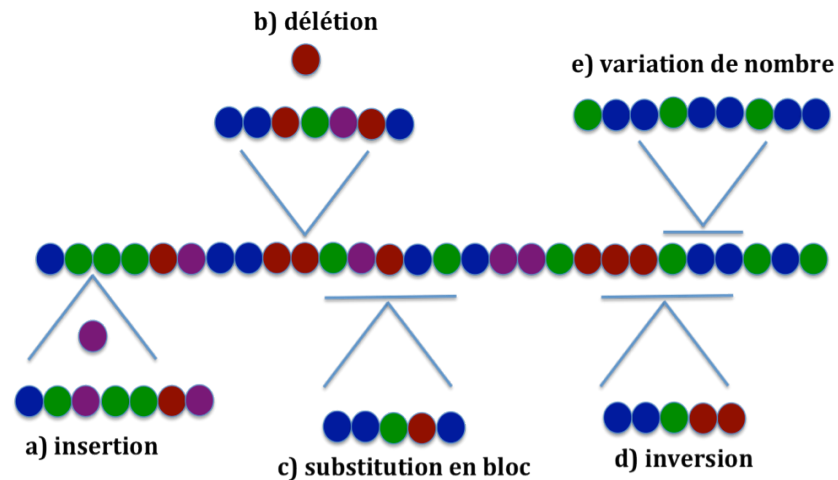 b) délétion
e) variation de nombre
a) insertion
c) substitution en bloc
d) inversion